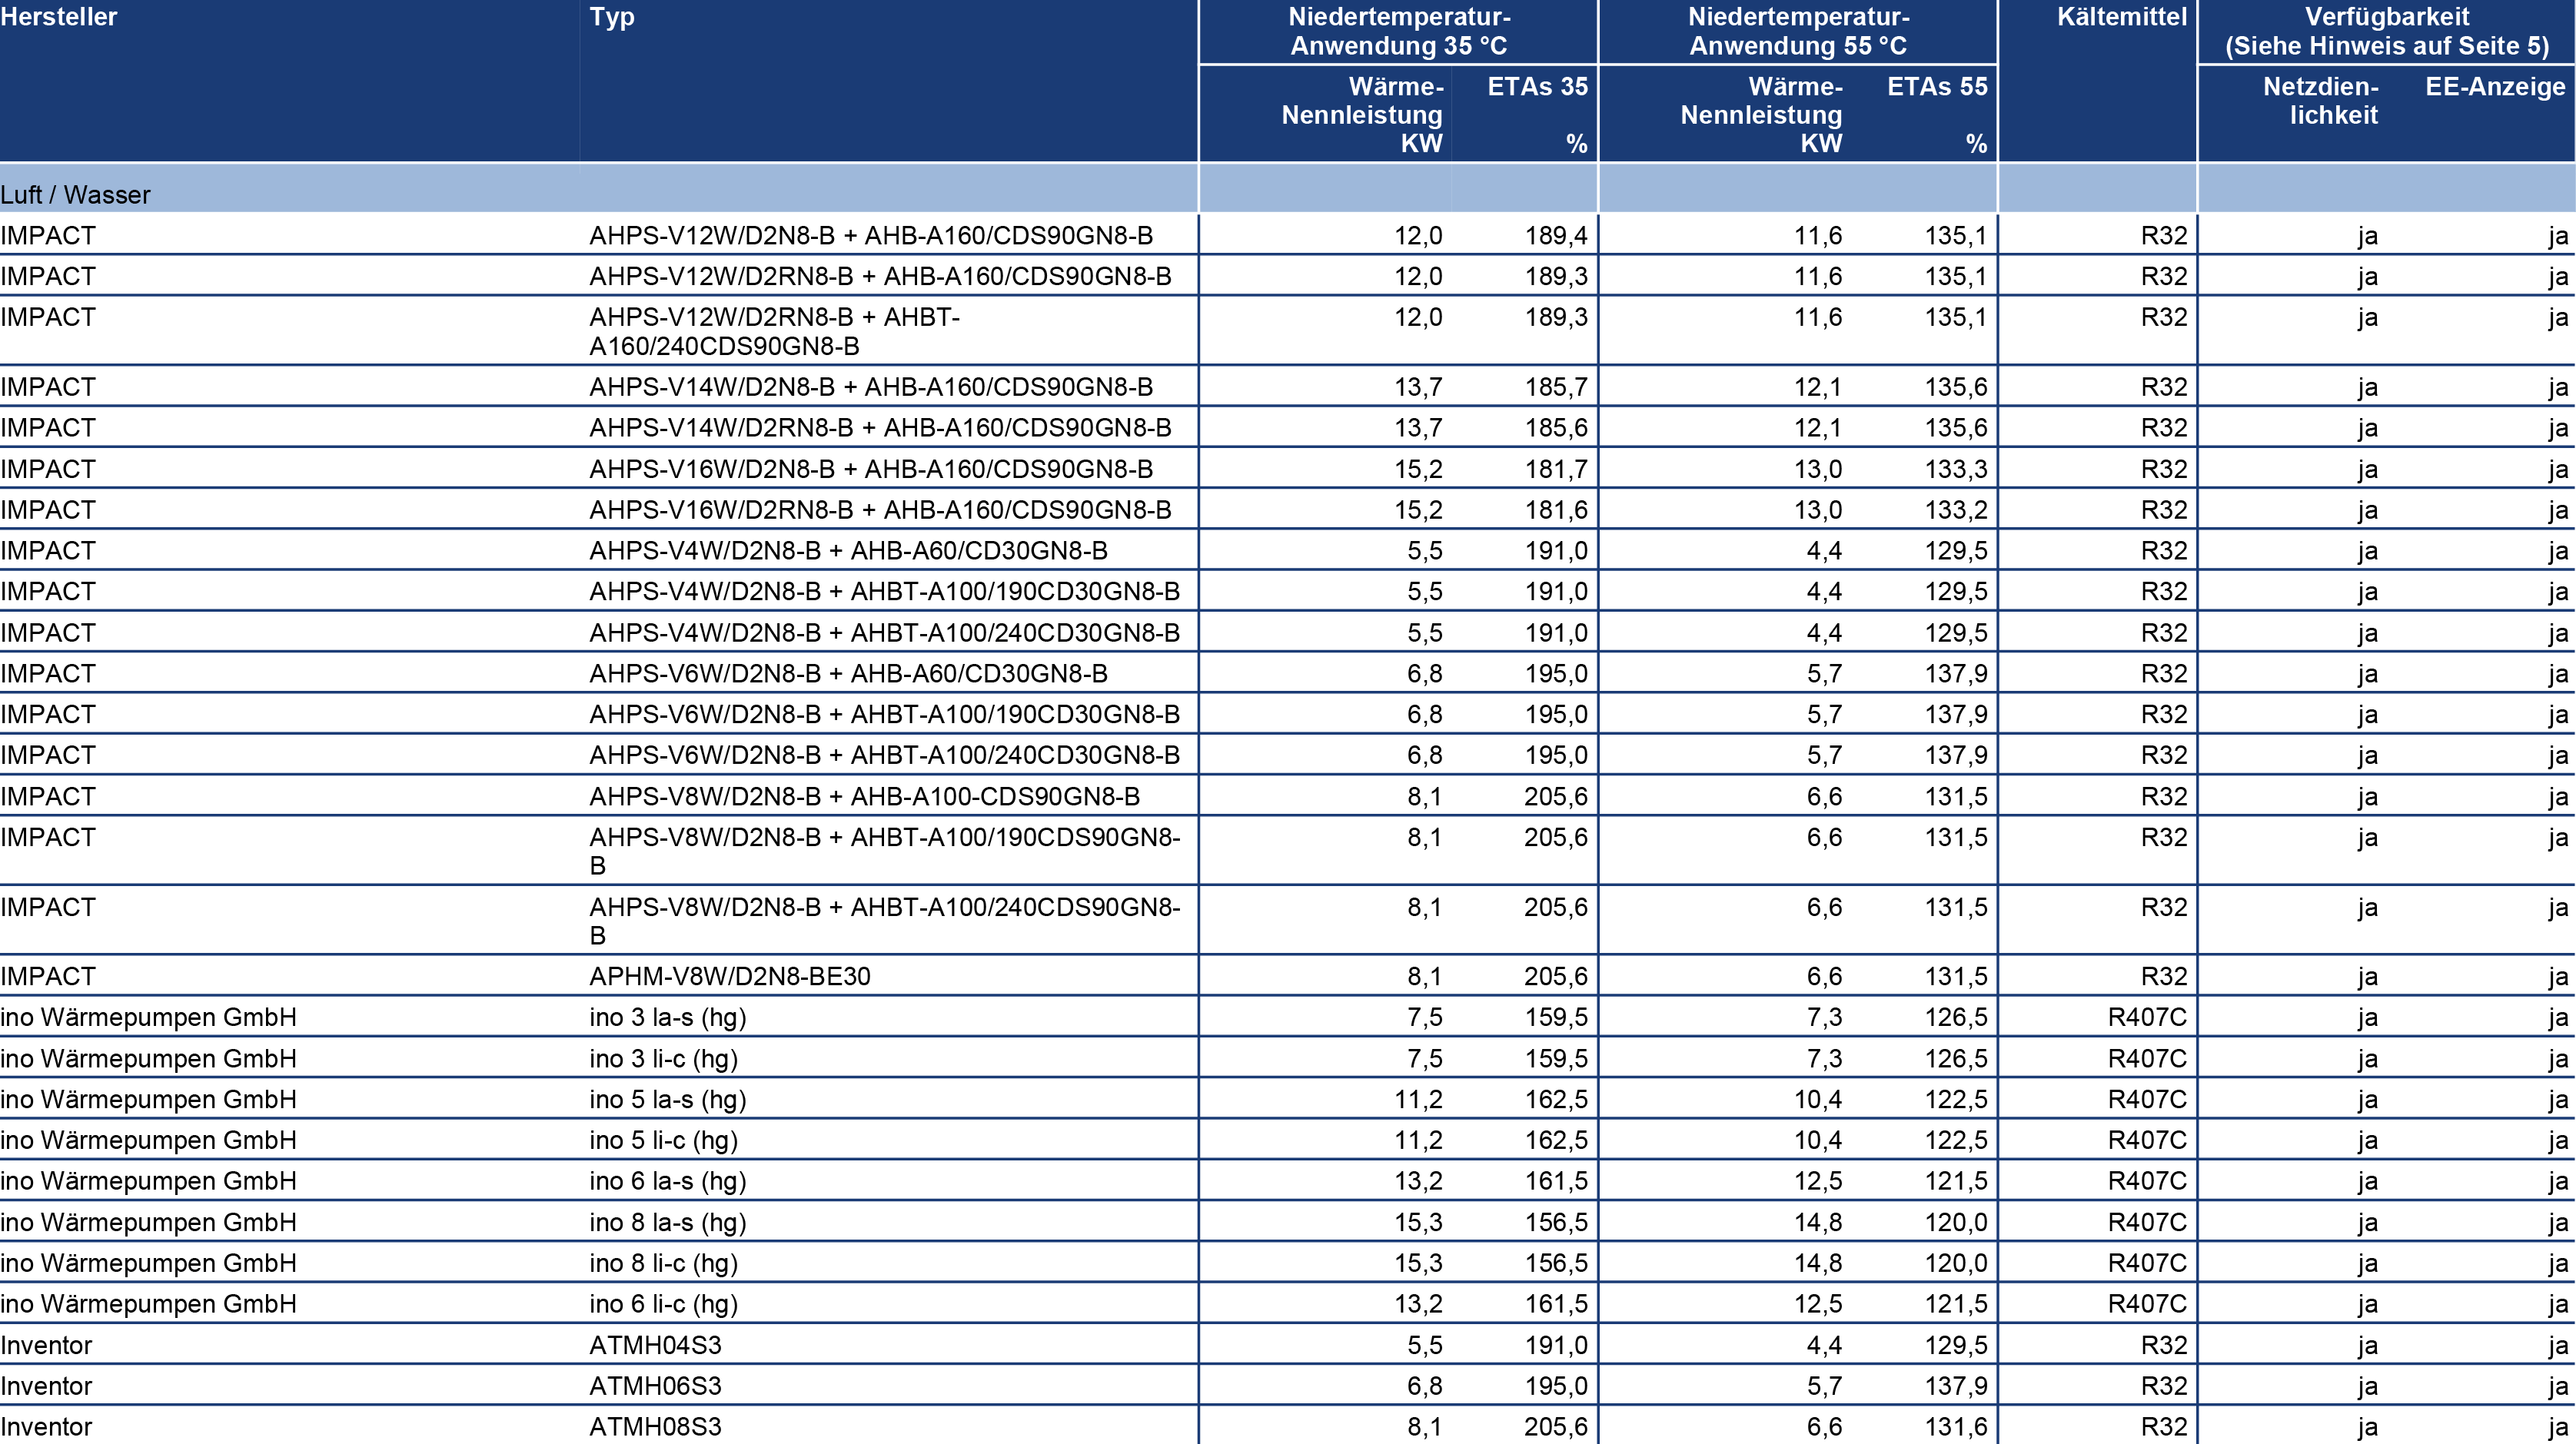 Hersteller Typ Niedertemperatur- Niedertemperatur- Kältemittel Verfügbarkeit
Anwendung 35 °C Anwendung 55 °C (Siehe Hinweis auf Seite 5)
Wärme- ETAs 35 Wärme- ETAs 55 Netzdien- EE-Anzeige
Nennleistung Nennleistung lichkeit
KW % KW %
Luft / Wasser
IMPACT AHPS-V12W/D2N8-B + AHB-A160/CDS90GN8-B 12,0 189,4 11,6 135,1 R32 ja ja
IMPACT AHPS-V12W/D2RN8-B + AHB-A160/CDS90GN8-B 12,0 189,3 11,6 135,1 R32 ja ja
IMPACT AHPS-V12W/D2RN8-B + AHBT- 12,0 189,3 11,6 135,1 R32 ja ja
A160/240CDS90GN8-B
IMPACT AHPS-V14W/D2N8-B + AHB-A160/CDS90GN8-B 13,7 185,7 12,1 135,6 R32 ja ja
IMPACT AHPS-V14W/D2RN8-B + AHB-A160/CDS90GN8-B 13,7 185,6 12,1 135,6 R32 ja ja
IMPACT AHPS-V16W/D2N8-B + AHB-A160/CDS90GN8-B 15,2 181,7 13,0 133,3 R32 ja ja
IMPACT AHPS-V16W/D2RN8-B + AHB-A160/CDS90GN8-B 15,2 181,6 13,0 133,2 R32 ja ja
IMPACT AHPS-V4W/D2N8-B + AHB-A60/CD30GN8-B 5,5 191,0 4,4 129,5 R32 ja ja
IMPACT AHPS-V4W/D2N8-B + AHBT-A100/190CD30GN8-B 5,5 191,0 4,4 129,5 R32 ja ja
IMPACT AHPS-V4W/D2N8-B + AHBT-A100/240CD30GN8-B 5,5 191,0 4,4 129,5 R32 ja ja
IMPACT AHPS-V6W/D2N8-B + AHB-A60/CD30GN8-B 6,8 195,0 5,7 137,9 R32 ja ja
IMPACT AHPS-V6W/D2N8-B + AHBT-A100/190CD30GN8-B 6,8 195,0 5,7 137,9 R32 ja ja
IMPACT AHPS-V6W/D2N8-B + AHBT-A100/240CD30GN8-B 6,8 195,0 5,7 137,9 R32 ja ja
IMPACT AHPS-V8W/D2N8-B + AHB-A100-CDS90GN8-B 8,1 205,6 6,6 131,5 R32 ja ja
IMPACT AHPS-V8W/D2N8-B + AHBT-A100/190CDS90GN8- 8,1 205,6 6,6 131,5 R32 ja ja
B
IMPACT AHPS-V8W/D2N8-B + AHBT-A100/240CDS90GN8- 8,1 205,6 6,6 131,5 R32 ja ja
B
IMPACT APHM-V8W/D2N8-BE30 8,1 205,6 6,6 131,5 R32 ja ja
ino Wärmepumpen GmbH ino 3 la-s (hg) 7,5 159,5 7,3 126,5 R407C ja ja
ino Wärmepumpen GmbH ino 3 li-c (hg) 7,5 159,5 7,3 126,5 R407C ja ja
ino Wärmepumpen GmbH ino 5 la-s (hg) 11,2 162,5 10,4 122,5 R407C ja ja
ino Wärmepumpen GmbH ino 5 li-c (hg) 11,2 162,5 10,4 122,5 R407C ja ja
ino Wärmepumpen GmbH ino 6 la-s (hg) 13,2 161,5 12,5 121,5 R407C ja ja
ino Wärmepumpen GmbH ino 8 la-s (hg) 15,3 156,5 14,8 120,0 R407C ja ja
ino Wärmepumpen GmbH ino 8 li-c (hg) 15,3 156,5 14,8 120,0 R407C ja ja
ino Wärmepumpen GmbH ino 6 li-c (hg) 13,2 161,5 12,5 121,5 R407C ja ja
Inventor ATMH04S3 5,5 191,0 4,4 129,5 R32 ja ja
Inventor ATMH06S3 6,8 195,0 5,7 137,9 R32 ja ja
Inventor ATMH08S3 8,1 205,6 6,6 131,6 R32 ja ja